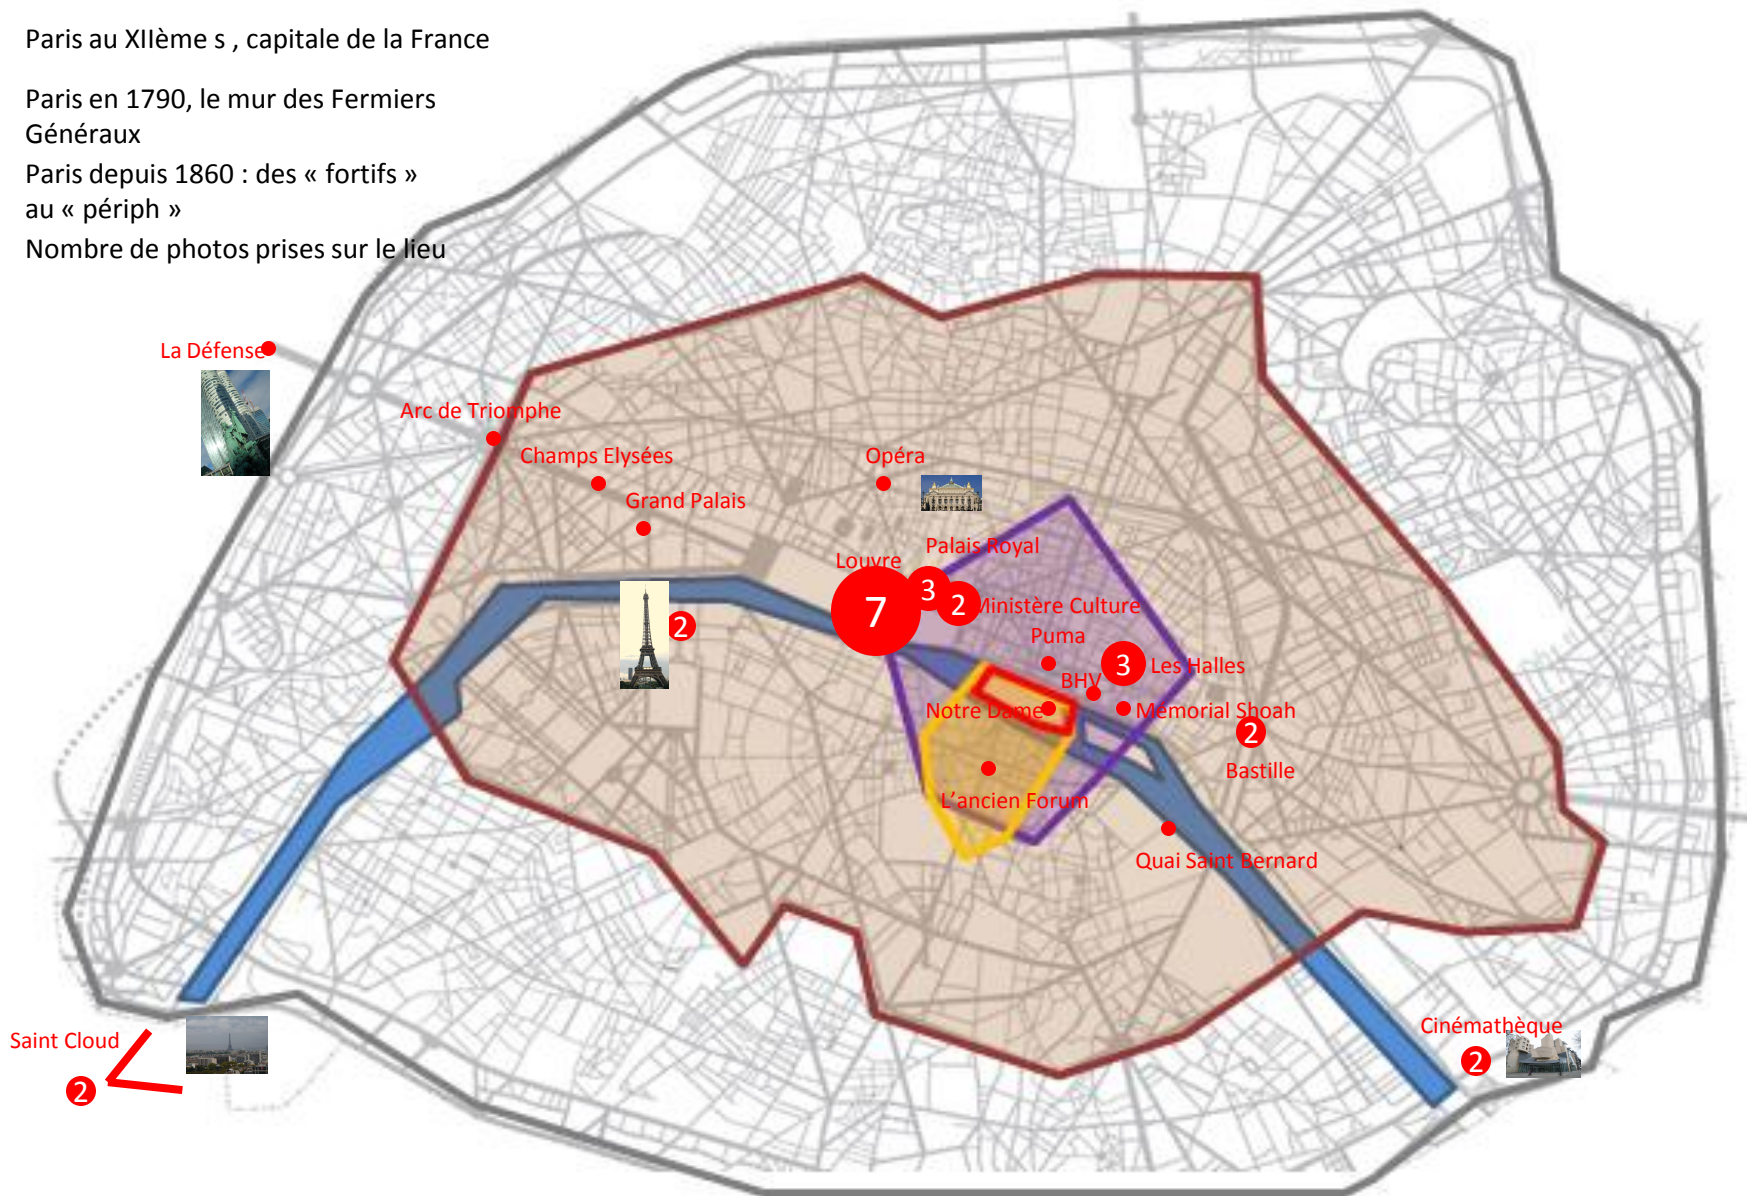 Paris au XIIème s , capitale de la France
Paris en 1790, le mur des Fermiers
Généraux
Paris depuis 1860 : des « fortifs »
au « périph »
Nombre de photos prises sur le lieu
La Défense
Arc de Triomphe
Champs Elysées
Opéra
Grand Palais
Palais Royal
Louvre
3
7
2
Ministère Culture
2
Puma
3
Les Halles
BHV
Notre Dame
Mémorial Shoah
2
Bastille
L'ancien Forum
Quai Saint Bernard
Cinémathèque
2
Saint Cloud
2